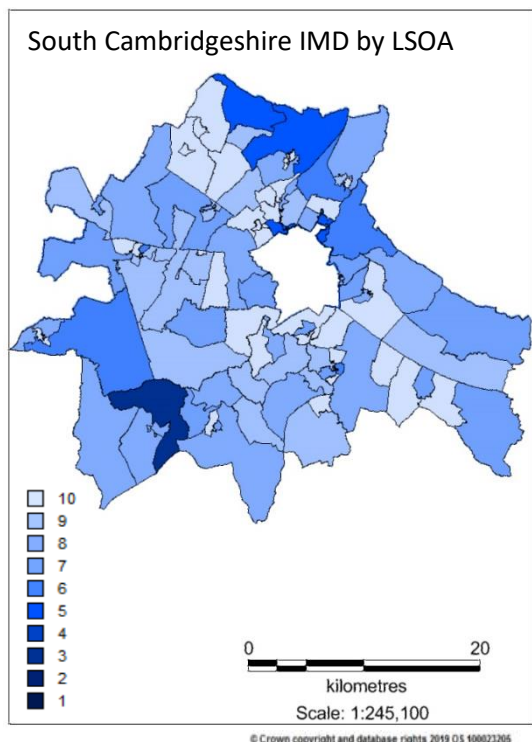 South Cambridgeshire IMD by LSOA
10
9
8
7
6
5
4
3
2
1
0 20
kilometres
Scale: 1:245,100
© Crown copyright and database rights 2019 OS 100023205